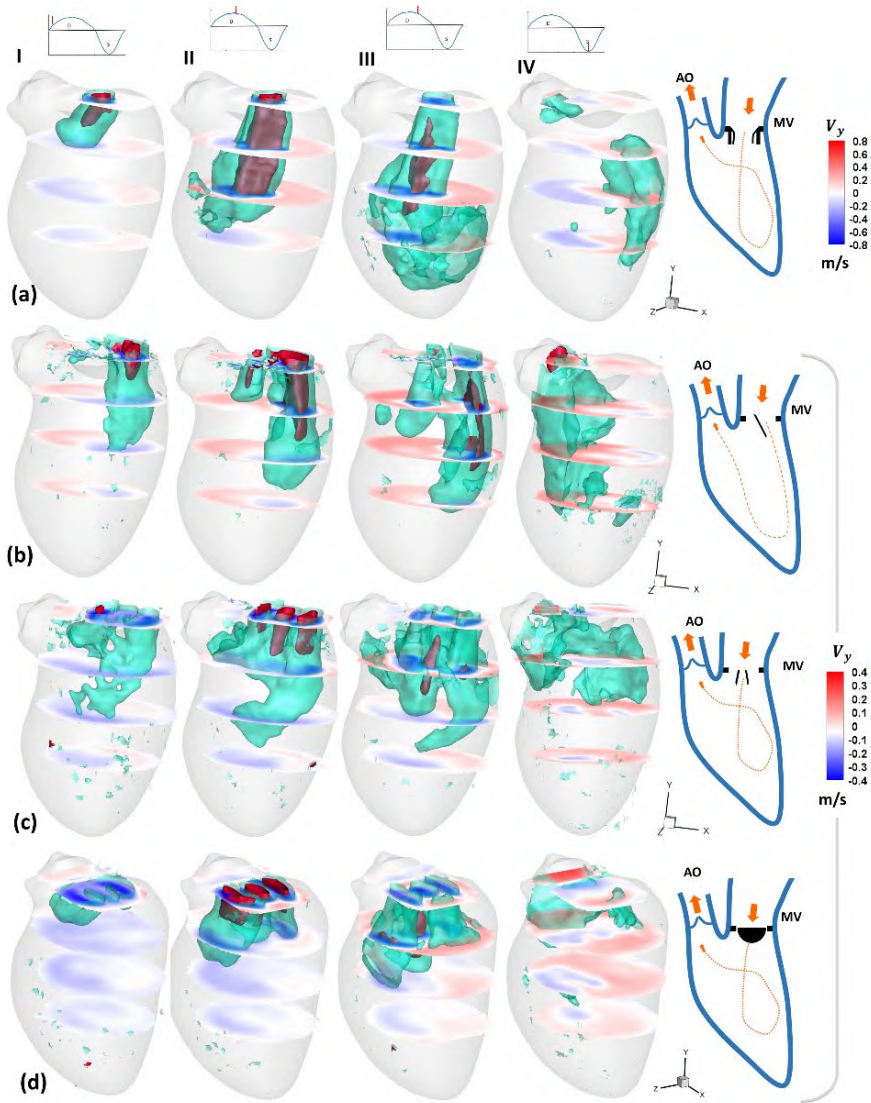 D
S
D
S
D
S
D
S
I
II
III
IV
AO
MV
V_y
0.8
0.6
0.4
0.2
0
-0.2
-0.4
-0.6
-0.8
m/s
Y
Z
X
(a)
AO
MV
Y
Z
X
(b)
AO
MV
V_y
0.4
0.3
0.2
0.1
0
-0.1
-0.2
-0.3
-0.4
m/s
Y
Z
X
(c)
AO
MV
Y
Z
X
(d)